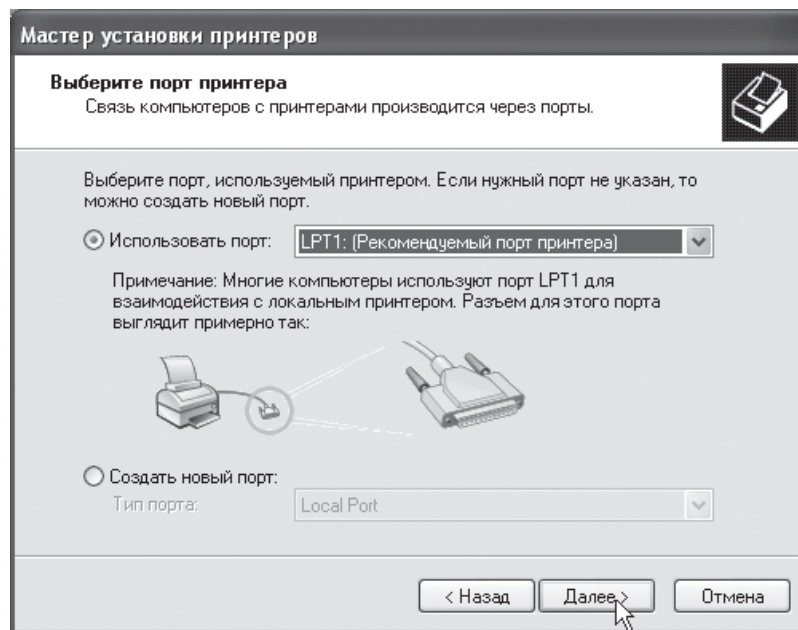 Мастер установки принтеров
Выберите порт принтера
Связь компьютеров с принтерами производится через порты.
Выберите порт, используемый принтером. Если нужный порт не указан, то
можно создать новый порт.
Использовать порт: LPT1: (Рекомендуемый порт принтера)
Примечание: Многие компьютеры используют порт LPT1 для
взаимодействия с локальным принтером. Разъем для этого порта
выглядит примерно так:
Создать новый порт:
Тип порта: Local Port
< Назад Далее > Отмена